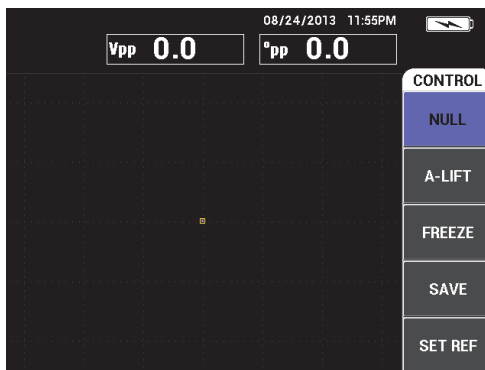 08/24/2013 11:55PM
Vpp 0.0
°pp 0.0
CONTROL
NULL
A-LIFT
FREEZE
SAVE
SET REF